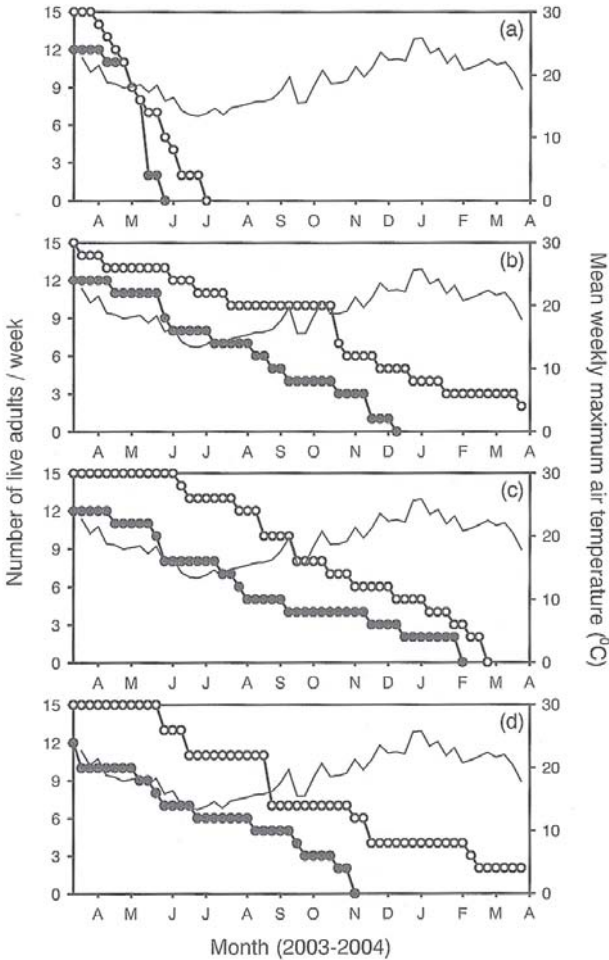 Number of live adults / week
Mean weekly maximum air temperature (⁰C)
15 (a) 30
12
9 20
6
10
3
0 0
A M J J A S O N D J F M A
15 (b) 30
12
9 20
6
10
3
0 0
A M J J A S O N D J F M A
15 (c) 30
12
9 20
6
10
3
0 0
A M J J A S O N D J F M A
15 (d) 30
12
9 20
6
10
3
0 0
A M J J A S O N D J F M A
Month (2003-2004)